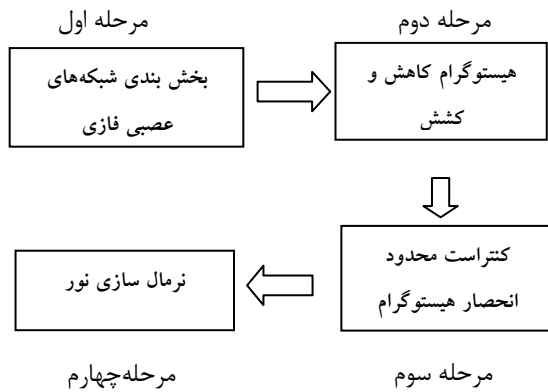 مرحله اول
بخش بندی شبکه‌های
عصبی فازی
مرحله دوم
هیستوگرام کاهش و
کشش
کنتراست محدود
انحصار هیستوگرام
مرحله سوم
نرمال سازی نور
مرحله‌چهارم